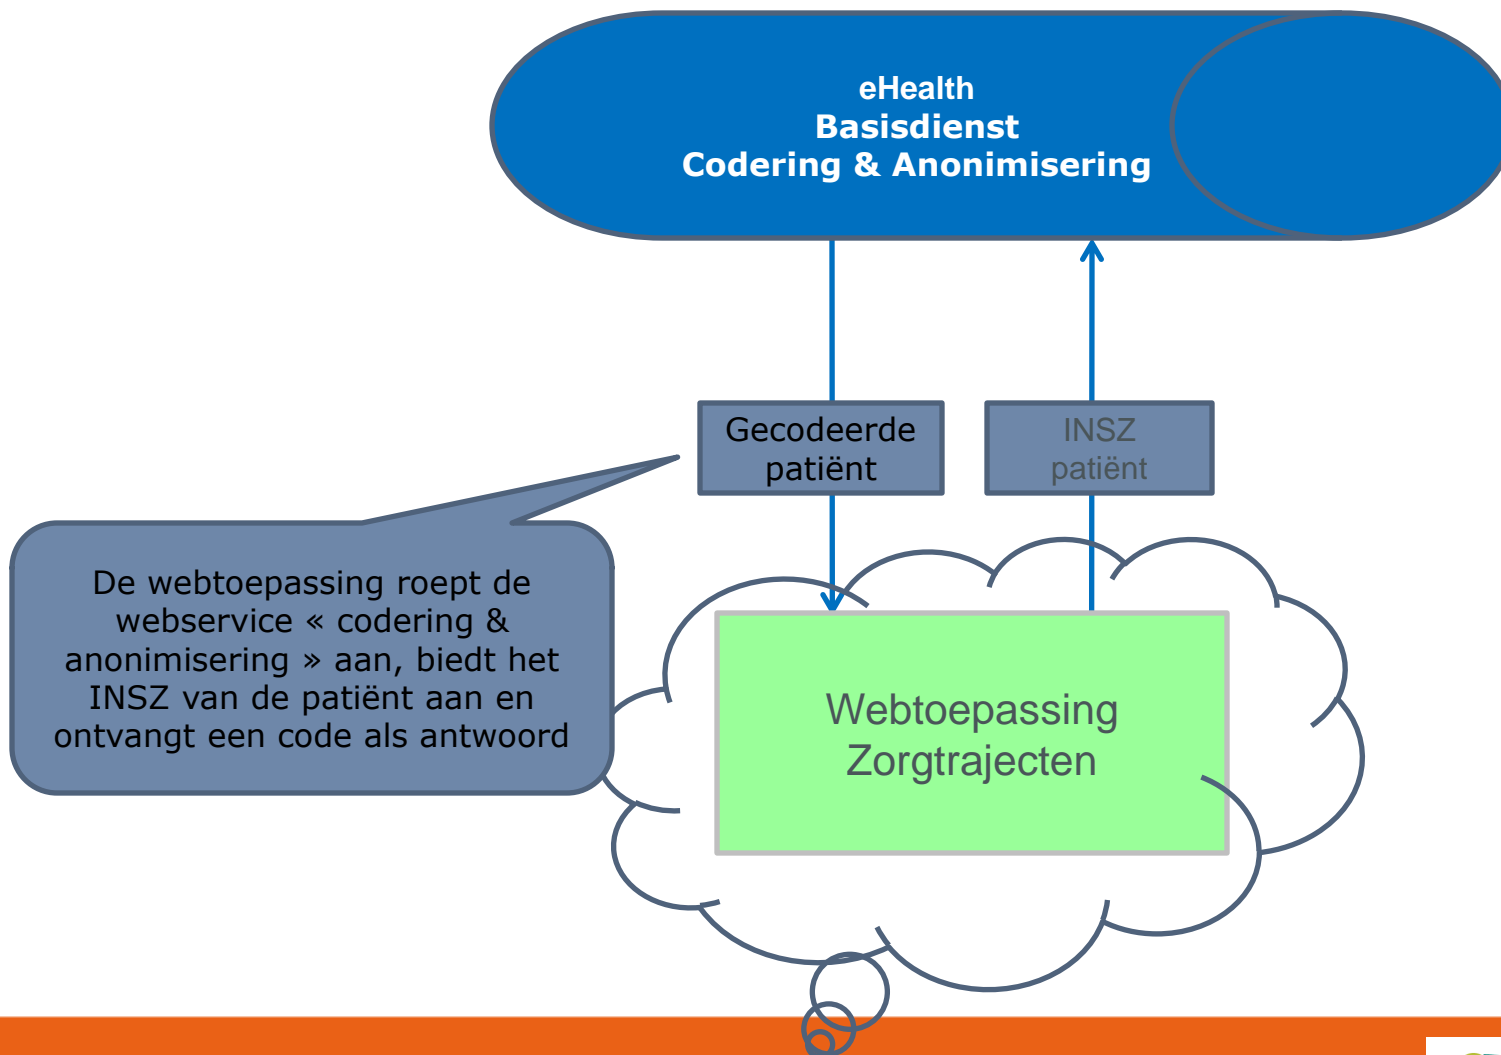 eHealth
Basisdienst
Codering & Anonimisering
Gecodeerde
patiënt
INSZ
patiënt
De webtoepassing roept de
webservice « codering &
anonimisering » aan, biedt het
INSZ van de patiënt aan en
ontvangt een code als antwoord
Webtoepassing
Zorgtrajecten